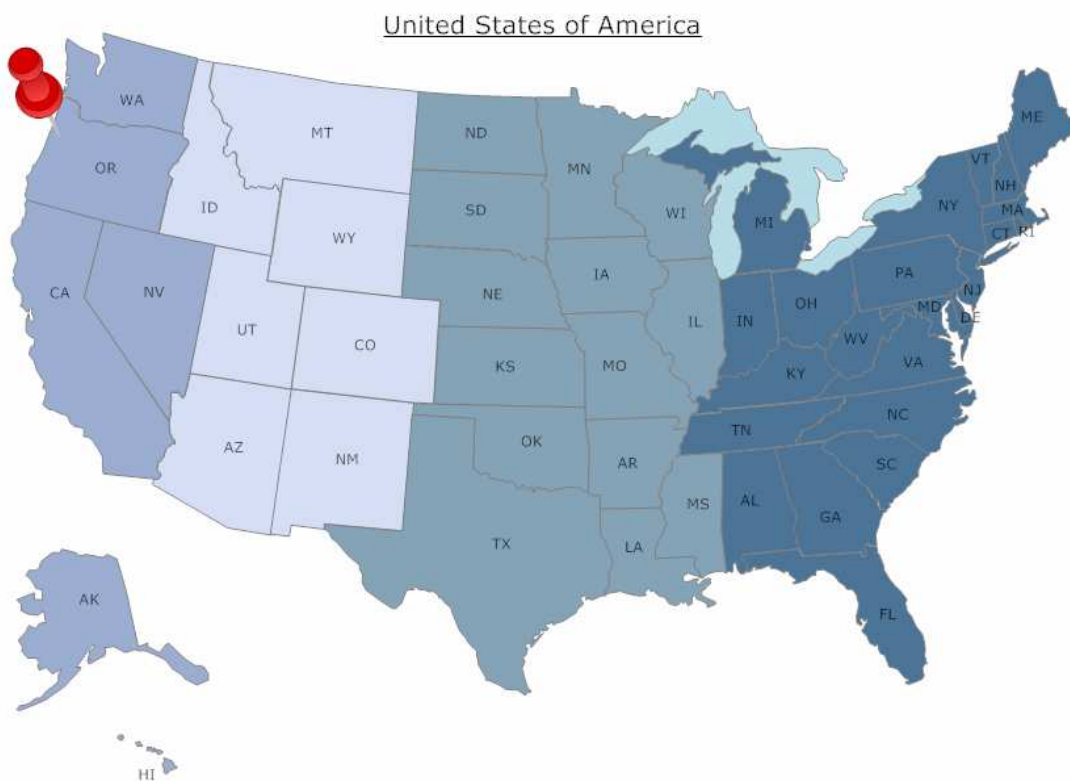 United States of America
WA
MT
ND
MN
ME
OR
ID
SD
WI
MI
VT
NH
NY
MA
CT
RI
WY
IA
NE
PA
NJ
CA
NV
UT
CO
IL
IN
OH
MD
DE
WV
VA
KS
MO
KY
AZ
NM
OK
AR
TN
NC
SC
TX
LA
MS
AL
GA
AK
FL
HI